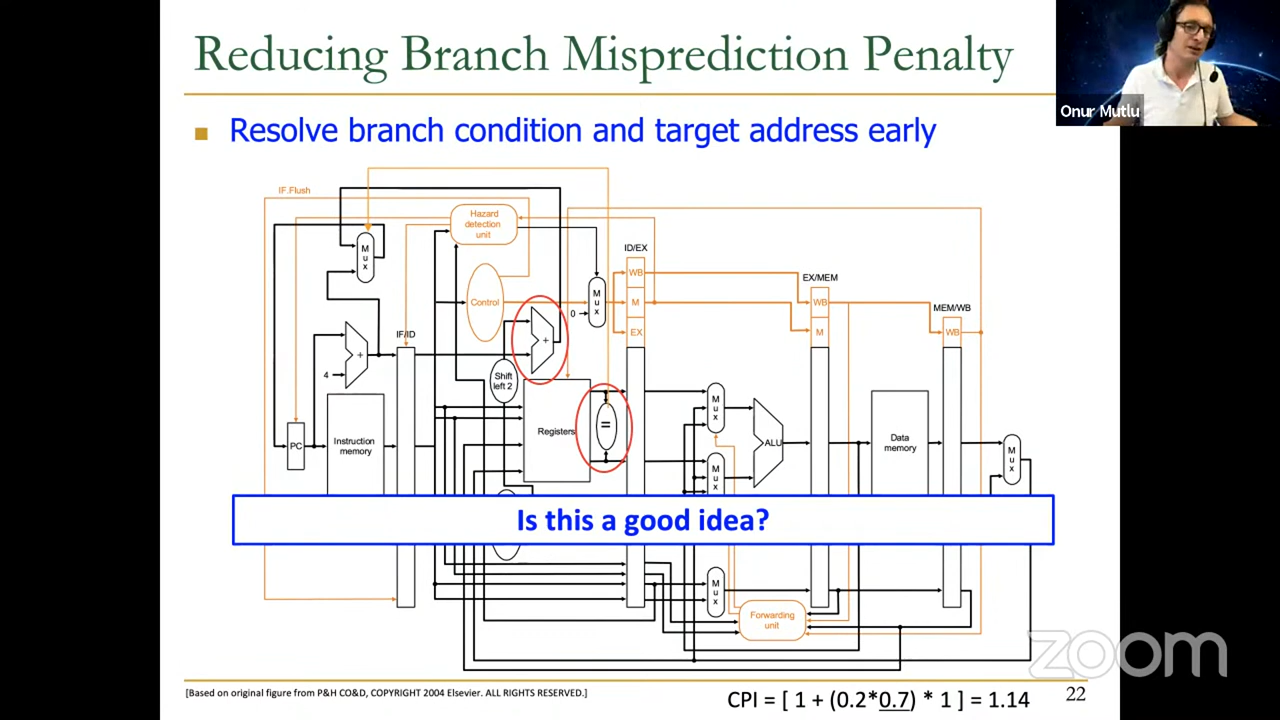 Reducing Branch Misprediction Penalty
Onur Mutlu
Resolve branch condition and target address early
IF.Flush
Hazard
detection
unit
M
u
x
ID/EX
WB
EX/MEM
Control
M
u
x
0
M
WB
MEM/WB
IF/ID
EX
M
WB
+
+
4
Shift
left 2
M
u
x
PC
Instruction
memory
Registers
=
ALU
Data
memory
M
u
x
M
u
x
Is this a good idea?
M
u
x
Forwarding
unit
zoom
[Based on original figure from P&H CO&D, COPYRIGHT 2004 Elsevier. ALL RIGHTS RESERVED.]
CPI = [ 1 + (0.2*0.7) * 1 ] = 1.14
22